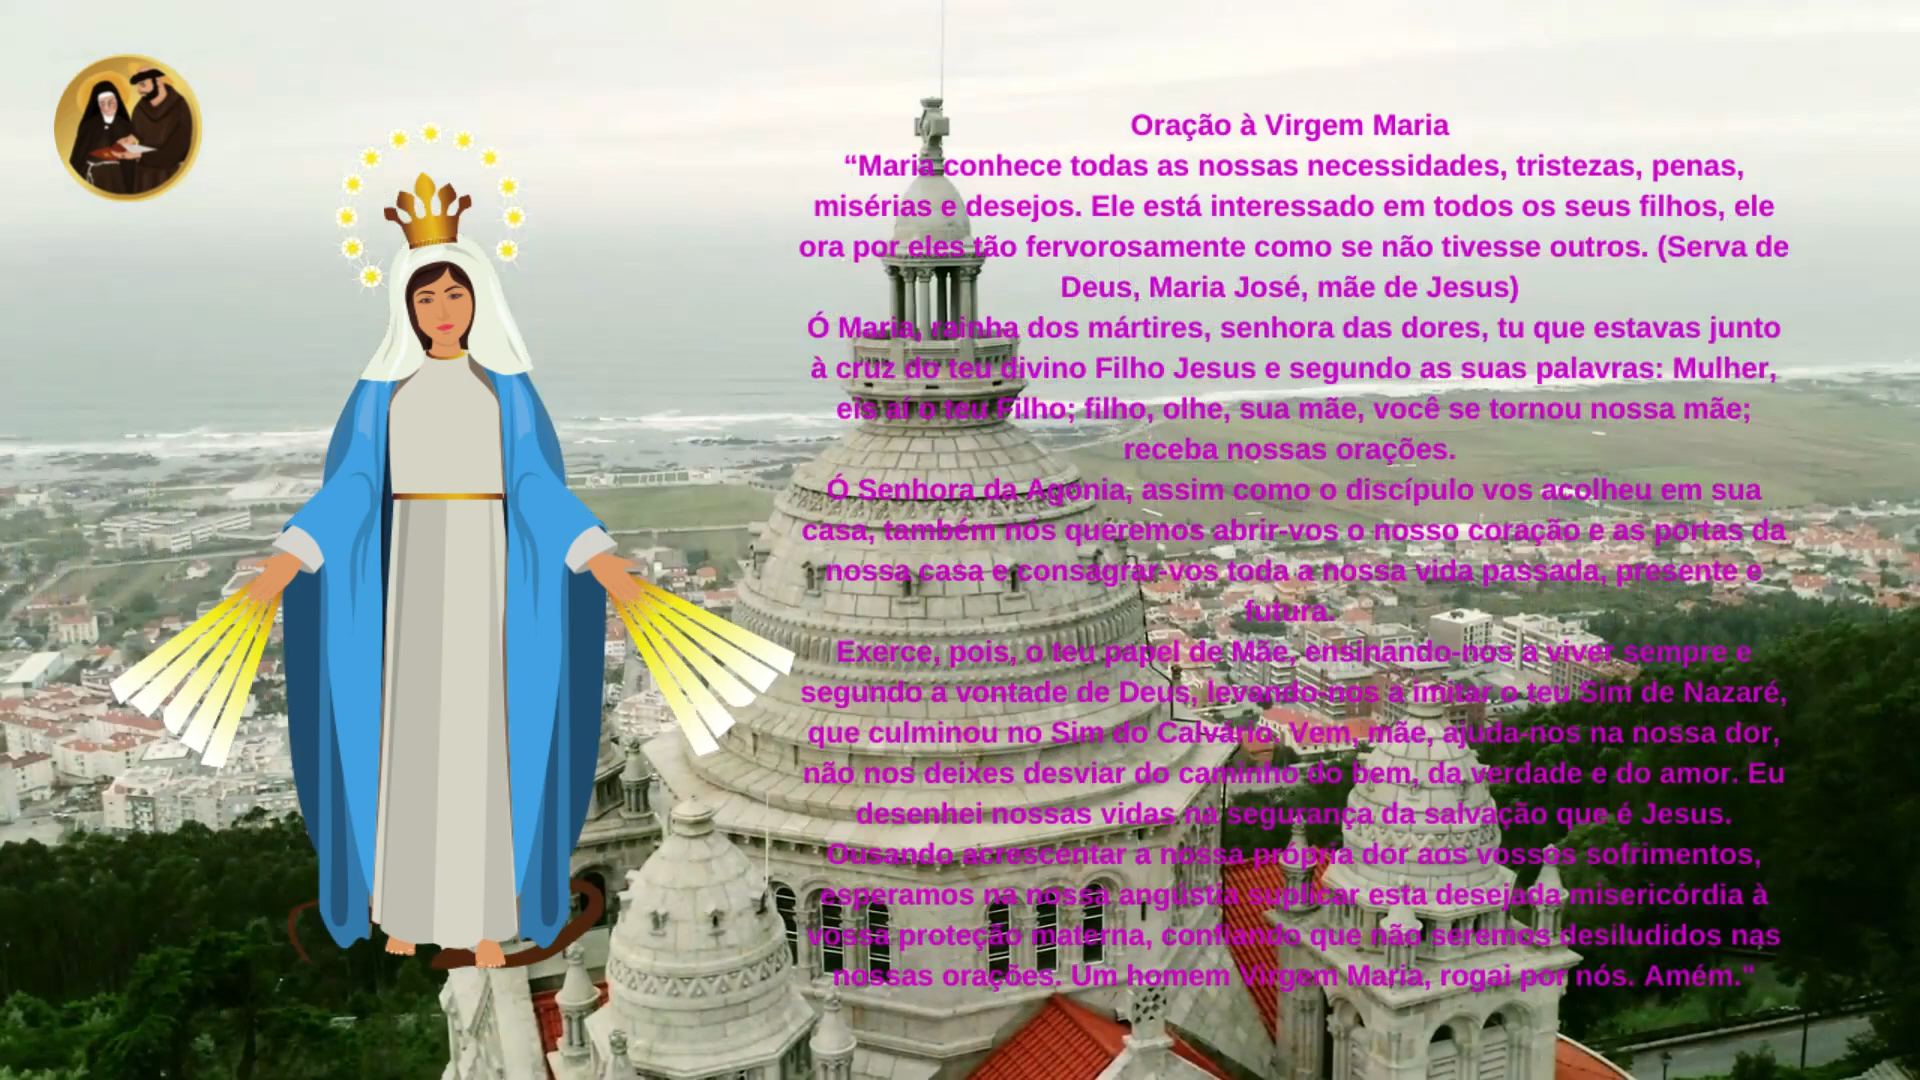 Oração à Virgem Maria
“Maria conhece todas as nossas necessidades, tristezas, penas,
misérias e desejos. Ele está interessado em todos os seus filhos, ele
ora por eles tão fervorosamente como se não tivesse outros. (Serva de
Deus, Maria José, mãe de Jesus)
Ó Maria, rainha dos mártires, senhora das dores, tu que estavas junto
à cruz do teu divino Filho Jesus e segundo as suas palavras: Mulher,
eis aí o teu Filho; filho, olhe, sua mãe, você se tornou nossa mãe;
receba nossas orações.
Ó Senhora da Agonia, assim como o discípulo vos acolheu em sua
casa, também nós queremos abrir-vos o nosso coração e as portas da
nossa casa e consagrar-vos toda a nossa vida passada, presente e
futura.
Exerce, pois, o teu papel de Mãe, ensinando-nos a viver sempre e
segundo a vontade de Deus, levando-nos a imitar o teu Sim de Nazaré,
que culminou no Sim do Calvário. Vem, mãe, ajuda-nos na nossa dor,
não nos deixes desviar do caminho do bem, da verdade e do amor. Eu
desenhei nossas vidas na segurança da salvação que é Jesus.
Ousando acrescentar a nossa própria dor aos vossos sofrimentos,
esperamos na nossa angústia suplicar esta desejada misericórdia à
vossa proteção materna, confiando que não seremos desiludidos nas
nossas orações. Um homem Virgem Maria, rogai por nós. Amém."